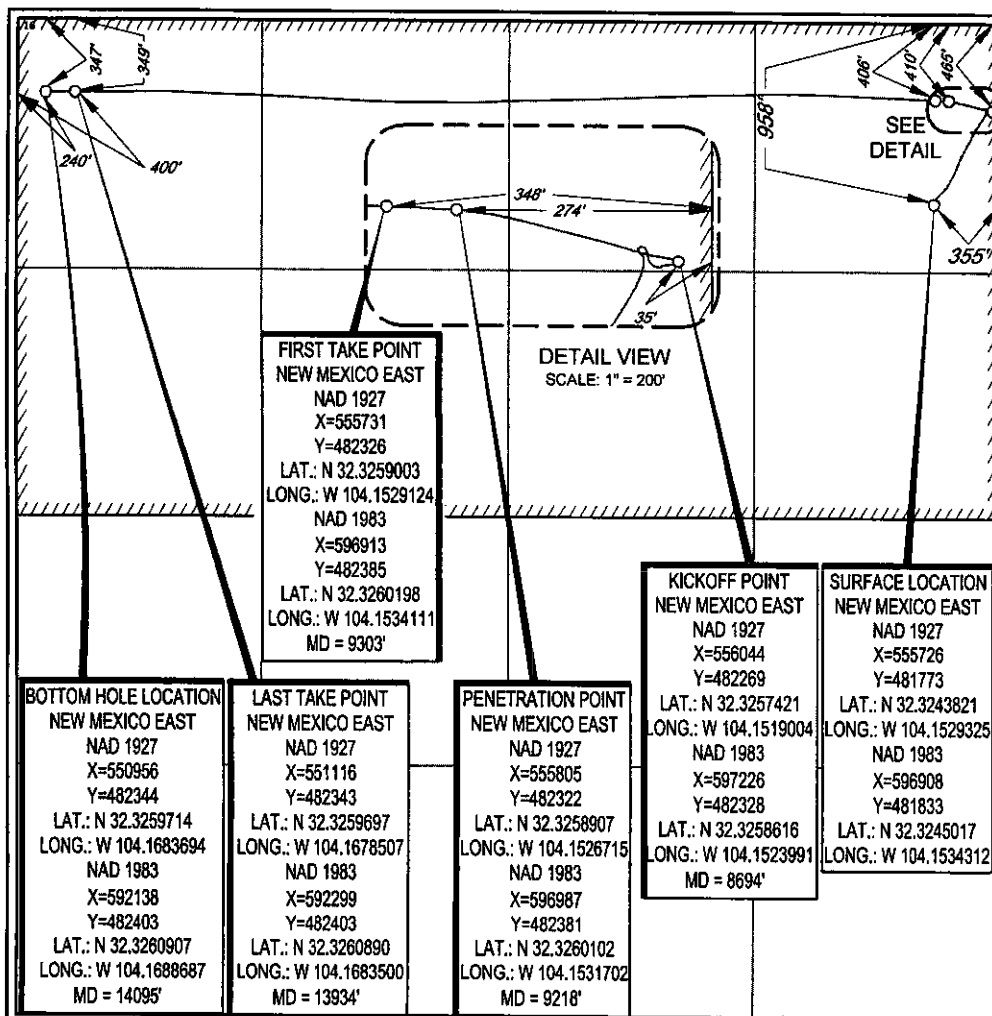 16
347'
349'
240'
400'
958'
406'
410'
465'
SEE
DETAIL
355'
348'
274'
35'
DETAIL VIEW
SCALE: 1" = 200'
FIRST TAKE POINT
NEW MEXICO EAST
NAD 1927
X=555731
Y=482326
LAT.: N 32.3259003
LONG.: W 104.1529124
NAD 1983
X=596913
Y=482385
LAT.: N 32.3260198
LONG.: W 104.1534111
MD = 9303'
BOTTOM HOLE LOCATION
NEW MEXICO EAST
NAD 1927
X=550956
Y=482344
LAT.: N 32.3259714
LONG.: W 104.1683694
NAD 1983
X=592138
Y=482403
LAT.: N 32.3260907
LONG.: W 104.1688687
MD = 14095'
LAST TAKE POINT
NEW MEXICO EAST
NAD 1927
X=551116
Y=482343
LAT.: N 32.3259697
LONG.: W 104.1678507
NAD 1983
X=592299
Y=482403
LAT.: N 32.3260890
LONG.: W 104.1683500
MD = 13934'
PENETRATION POINT
NEW MEXICO EAST
NAD 1927
X=555805
Y=482322
LAT.: N 32.3258907
LONG.: W 104.1526715
NAD 1983
X=596987
Y=482381
LAT.: N 32.3260102
LONG.: W 104.1531702
MD = 9218'
KICKOFF POINT
NEW MEXICO EAST
NAD 1927
X=556044
Y=482269
LAT.: N 32.3257421
LONG.: W 104.1519004
NAD 1983
X=597226
Y=482328
LAT.: N 32.3258616
LONG.: W 104.1523991
MD = 8694'
SURFACE LOCATION
NEW MEXICO EAST
NAD 1927
X=555726
Y=481773
LAT.: N 32.3243821
LONG.: W 104.1529325
NAD 1983
X=596908
Y=481833
LAT.: N 32.3245017
LONG.: W 104.1534312